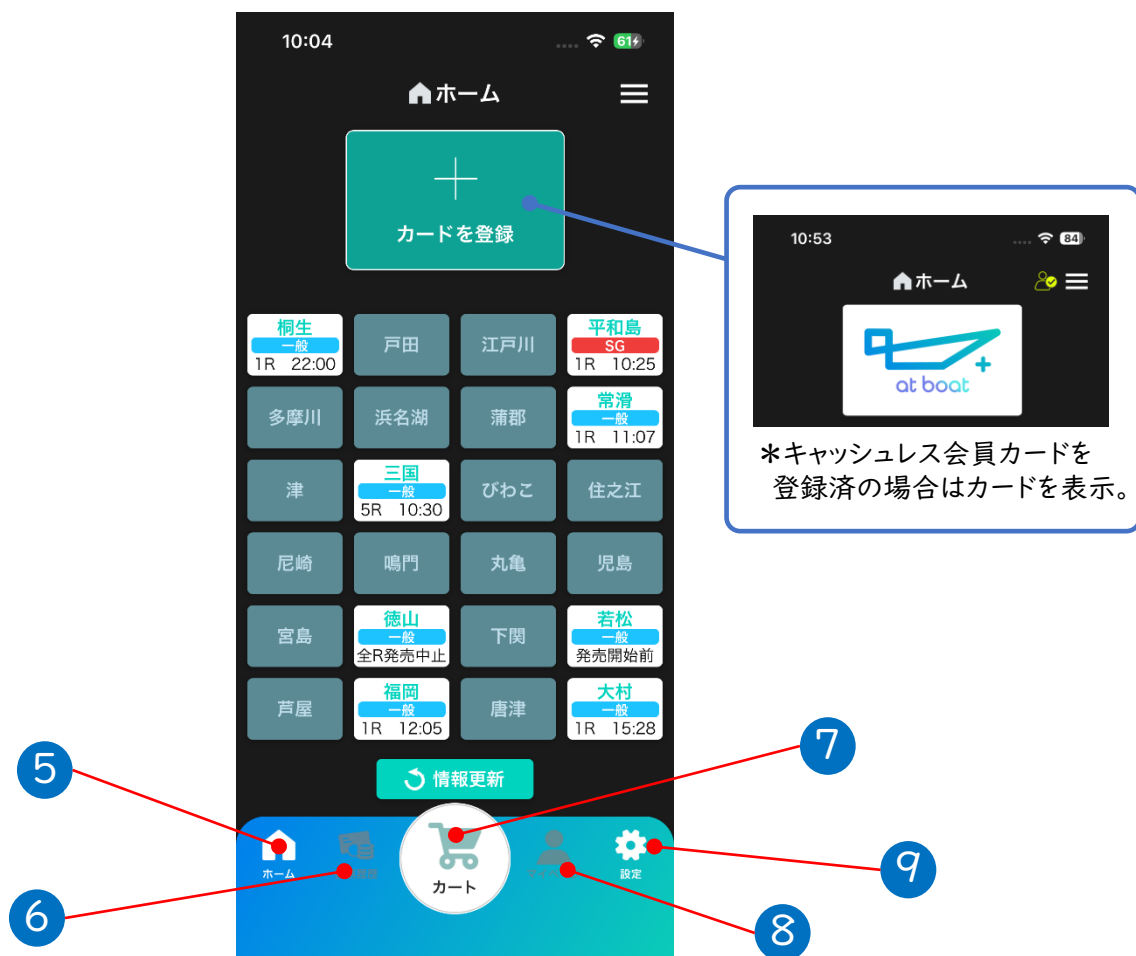 10:04
61
ホーム
カードを登録
桐生
一般
1R 22:00
戸田
江戸川
平和島
SG
1R 10:25
多摩川
浜名湖
蒲郡
常滑
一般
1R 11:07
津
三国
一般
5R 10:30
びわこ
住之江
尼崎
鳴門
丸亀
児島
宮島
徳山
一般
全R発売中止
下関
若松
一般
発売開始前
芦屋
福岡
一般
1R 12:05
唐津
大村
一般
1R 15:28
情報更新
ホーム
カート
設定
5
6
7
8
9
10:53
84
ホーム
at boat
*キャッシュレス会員カードを
登録済の場合はカードを表示。